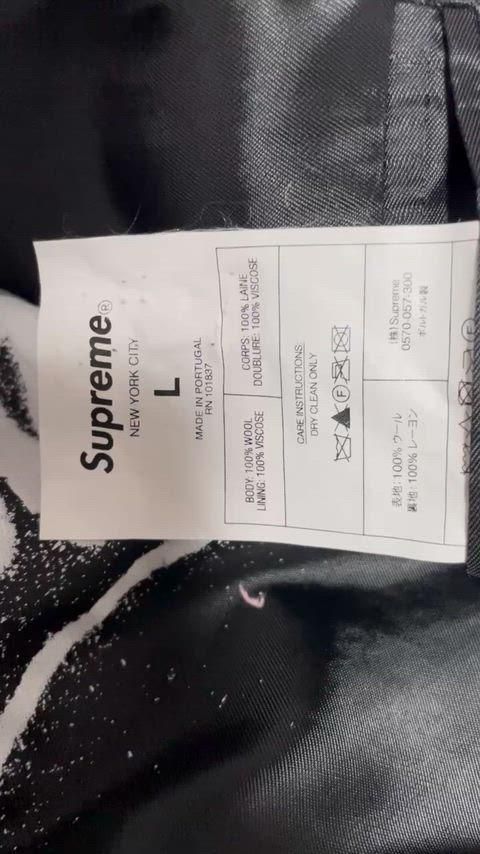 Supreme®
NEW YORK CITY
L
MADE IN PORTUGAL
RN 101837
BODY: 100% WOOL
LINING: 100% VISCOSE
CORPS: 100% LAINE
DOUBLURE: 100% VISCOSE
CARE INSTRUCTIONS
DRY CLEAN ONLY
表地: 100% ウール
裏地: 100% レーヨン
(株) Supreme
0570-057-300
ポルトガル製